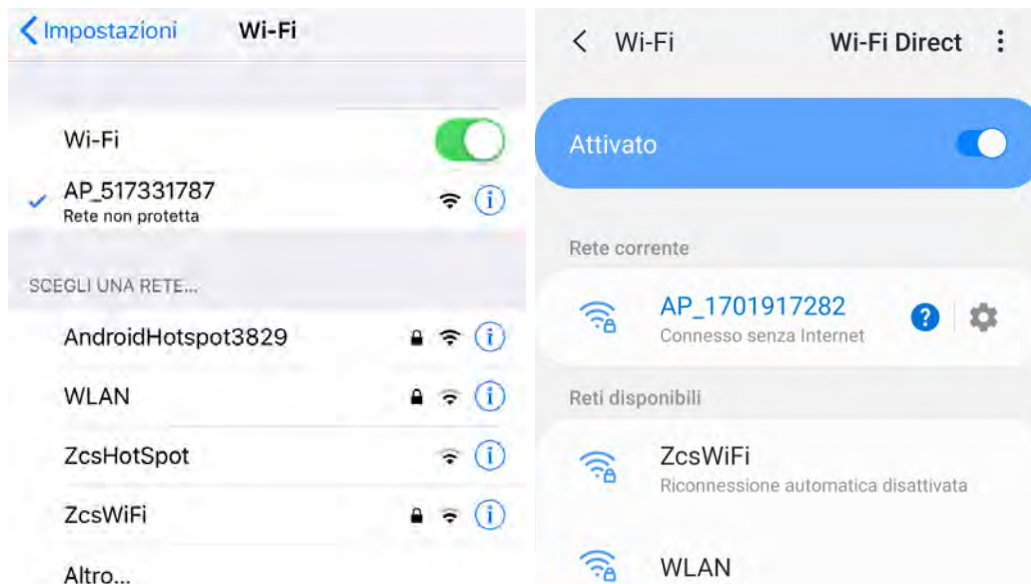 Impostazioni
Wi-Fi
Wi-Fi
AP_517331787
Rete non protetta
SCEGLI UNA RETE...
AndroidHotspot3829
WLAN
ZcsHotSpot
ZcsWiFi
Altro...
Wi-Fi
Wi-Fi Direct
Attivato
Rete corrente
AP_1701917282
Connesso senza Internet
Reti disponibili
ZcsWiFi
Riconnessione automatica disattivata
WLAN